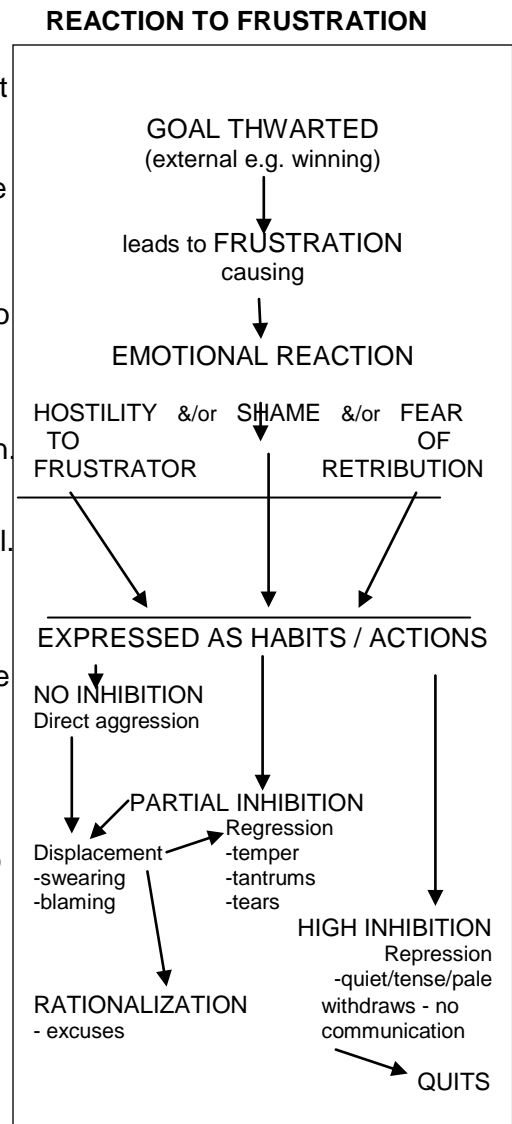 REACTION TO FRUSTRATION
t
GOAL THWARTED
(external e.g. winning)
e
leads to FRUSTRATION
causing
o
EMOTIONAL REACTION
HOSTILITY &/or SHAME &/or FEAR
TO OF
n.
FRUSTRATOR RETRIBUTION
l.
EXPRESSED AS HABITS / ACTIONS
e
NO INHIBITION
Direct aggression
PARTIAL INHIBITION
Regression
Displacement -temper
-swearing -tantrums
-blaming -tears
HIGH INHIBITION
Repression
-quiet/tense/pale
RATIONALIZATION withdraws - no
- excuses communication
QUITS